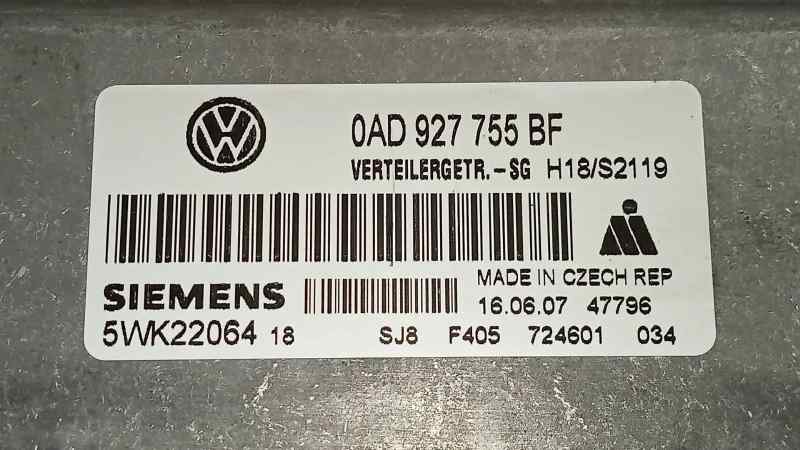 0AD 927 755 BF
VERTEILERGETR.-SG H18/S2119
MADE IN CZECH REP
SIEMENS 16.06.07 47796
5WK22064 18 SJ8 F405 724601 034